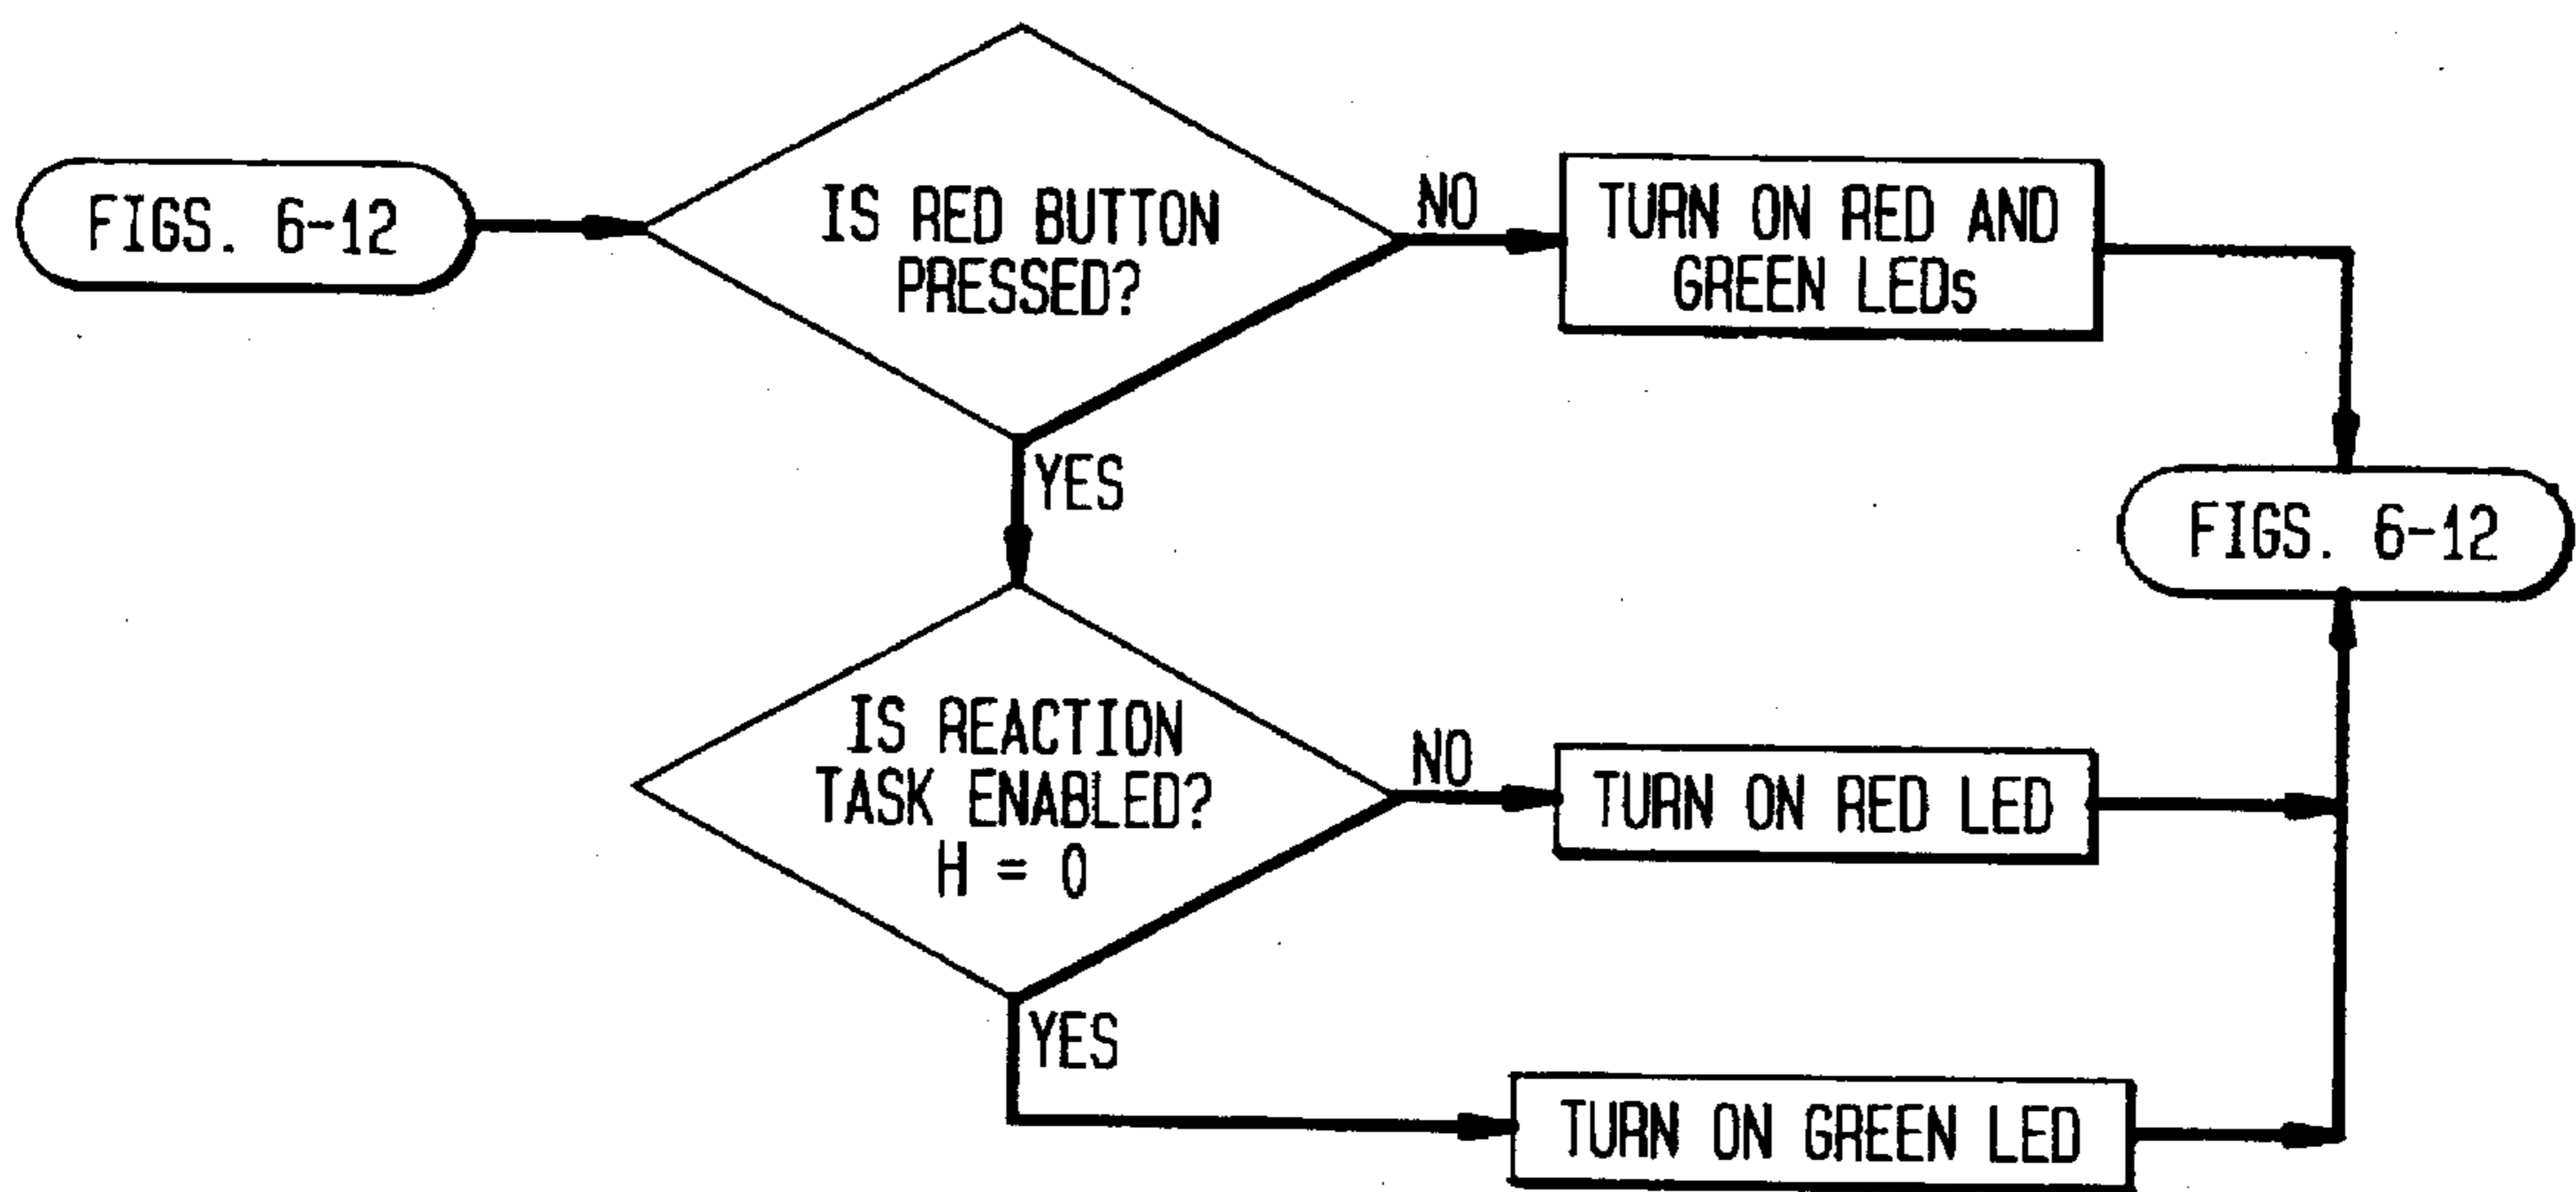 FIGS. 6-12
IS RED BUTTON
PRESSED?
NO
TURN ON RED AND
GREEN LEDs
YES
FIGS. 6-12
IS REACTION
TASK ENABLED?
H = 0
NO
TURN ON RED LED
YES
TURN ON GREEN LED